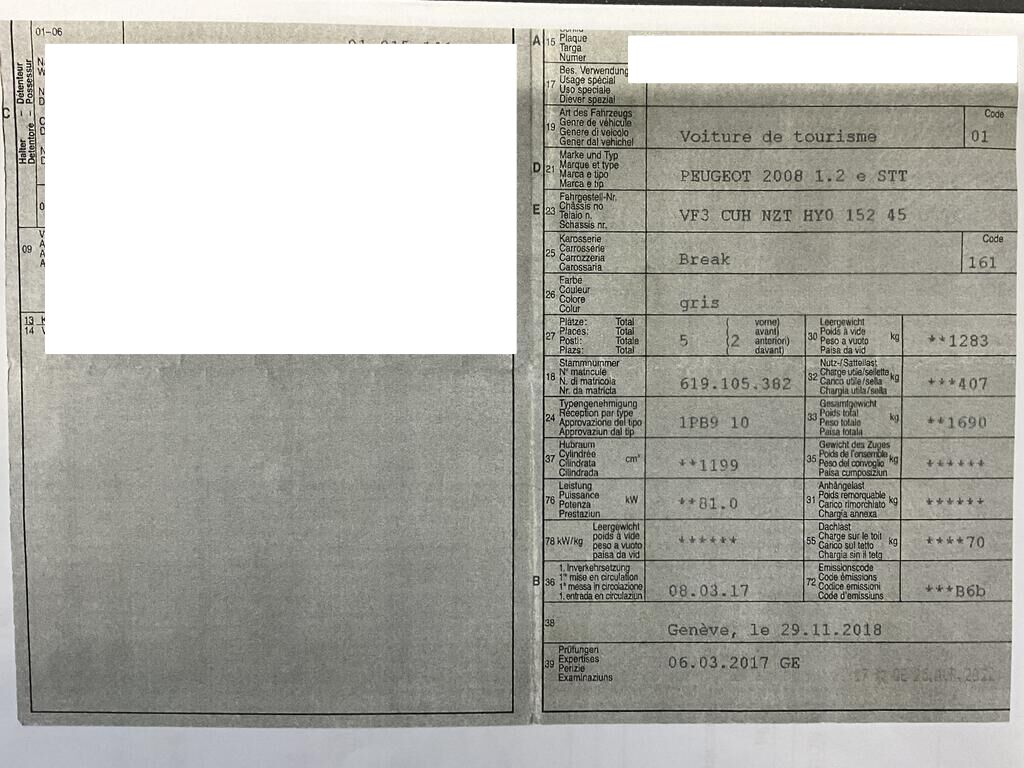 01-06
C
Halter - Détenteur
Detentore - Possessur
09
13
14
A 15 Plaque
Targa
Numer
17 Bes. Verwendung
Usage spécial
Uso speciale
Diever spezial
19 Art des Fahrzeugs
Genre de véhicule
Genere di veicolo
Gener dal vehichel
Voiture de tourisme
Code
01
D 21 Marke und Typ
Marque et type
Marca e tipo
Marca e tip
PEUGEOT 2008 1.2 e STT
E 23 Fahrgestell-Nr.
Châssis no
Telaio n.
Schassis nr.
VF3 CUH NZT HY0 152 45
25 Karosserie
Carrosserie
Carrozzeria
Carossaria
Break
Code
161
26 Farbe
Couleur
Colore
Colur
gris
27 Plätze: Total ( vorne)
Places: Total ( avant)
Posti: Totale ( anteriori)
Plazs: Total ( davant)
5 (2
30 Leergewicht
Poids à vide kg
Peso a vuoto
Paisa da vid
**1283
18 Stammnummer
N° matricule
N. di matricola
Nr. da matricla
619.105.382
32 Nutz-/Sattellast
Charge utile/sellette kg
Carico utile/sella
Chargia utila/sella
***407
24 Typengenehmigung
Réception par type
Approvazione del tipo
Approvaziun dal tip
1PB9 10
33 Gesamtgewicht
Poids total kg
Peso totale
Paisa totala
**1690
37 Hubraum
Cylindrée cm³
Cilindrata
Cilindrada
**1199
35 Gewicht des Zuges
Poids de l'ensemble kg
Peso del convoglio
Paisa cumposiziun
******
76 Leistung
Puissance kW
Potenza
Prestaziun
**81.0
31 Anhängelast
Poids remorquable kg
Carico rimorchiato
Chargia annexa
******
78 kW/kg Leergewicht
poids à vide
peso a vuoto
paisa da vid
******
55 Dachlast
Charge sur le toit kg
Carico sul tetto
Chargia sin il tetg
****70
B 36 1. Inverkehrsetzung
1re mise en circulation
1a messa in circolazione
1. entrada en circulaziun
08.03.17
72 Emissionscode
Code émissions
Codice emissioni
Code d'emissiuns
***B6b
38 Genève, le 29.11.2018
39 Prüfungen
Expertises
Perizie
Examinaziuns
06.03.2017 GE